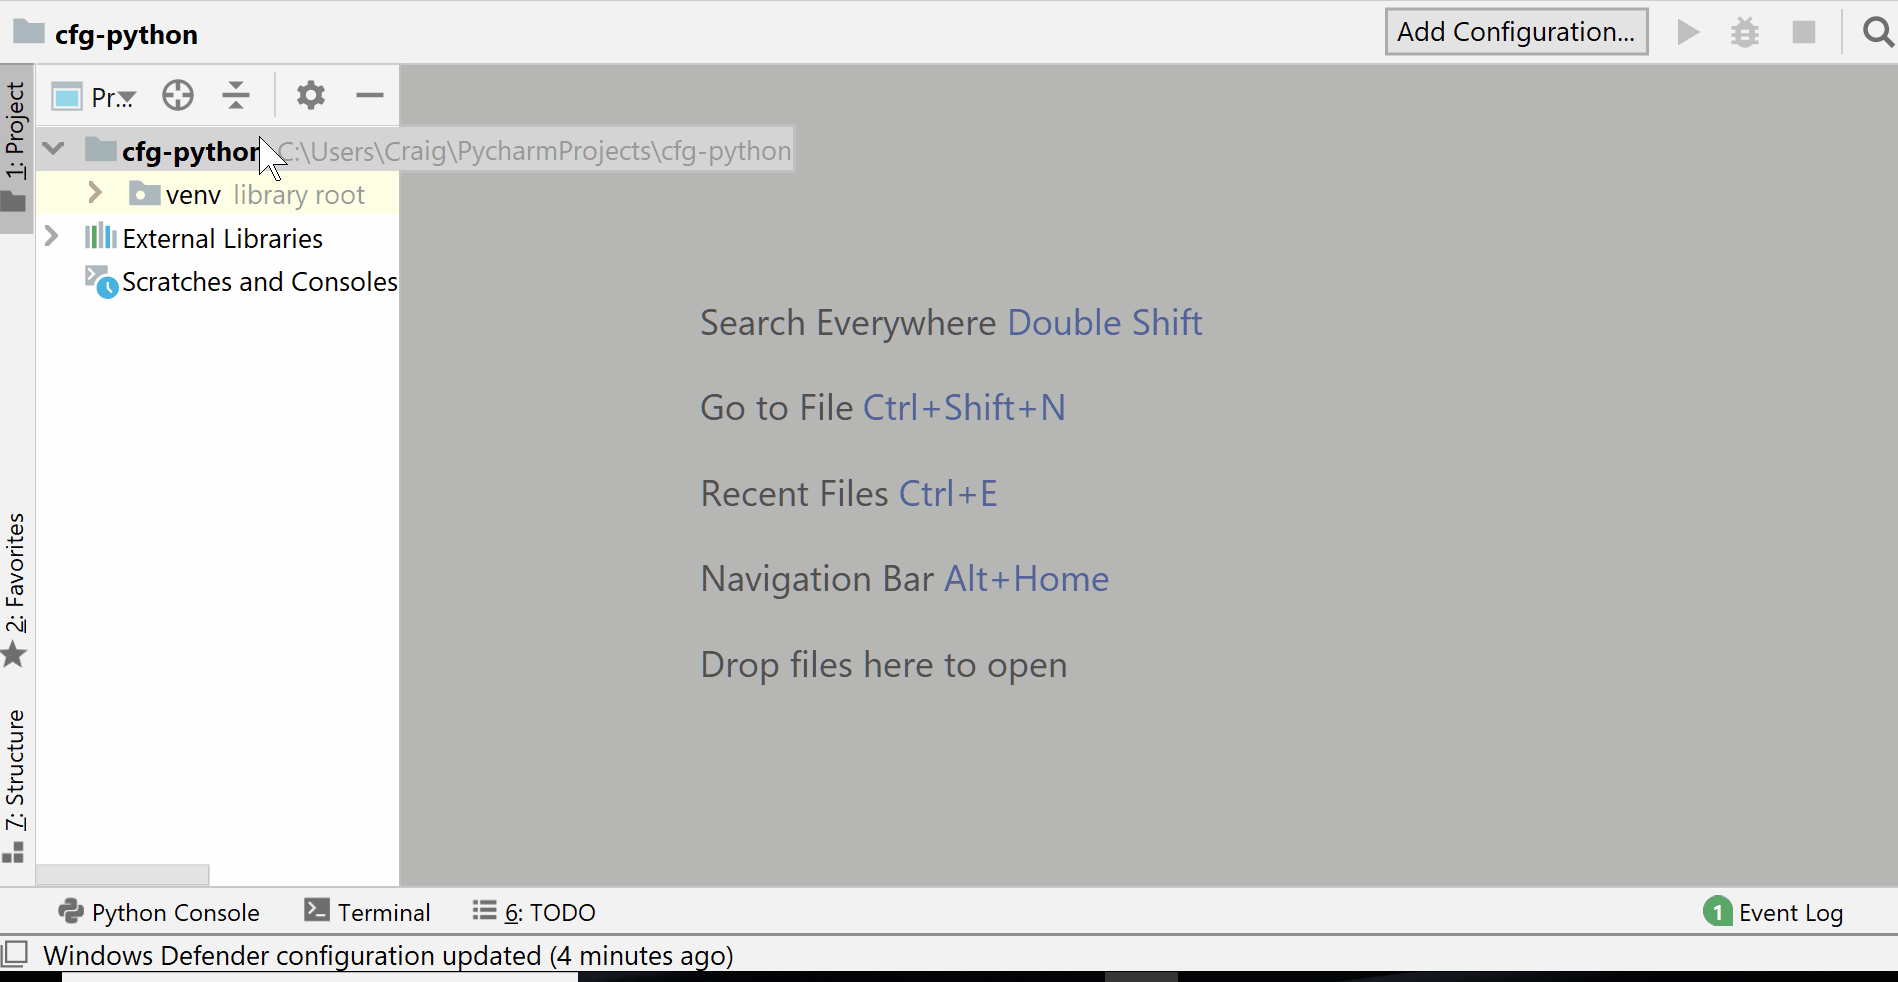 cfg-python
Add Configuration...
1: Project
Pr...
cfg-python C:\Users\Craig\PycharmProjects\cfg-python
venv library root
External Libraries
Scratches and Consoles
Search Everywhere Double Shift
Go to File Ctrl+Shift+N
Recent Files Ctrl+E
Navigation Bar Alt+Home
Drop files here to open
2: Favorites
7: Structure
Python Console
Terminal
6: TODO
1 Event Log
Windows Defender configuration updated (4 minutes ago)